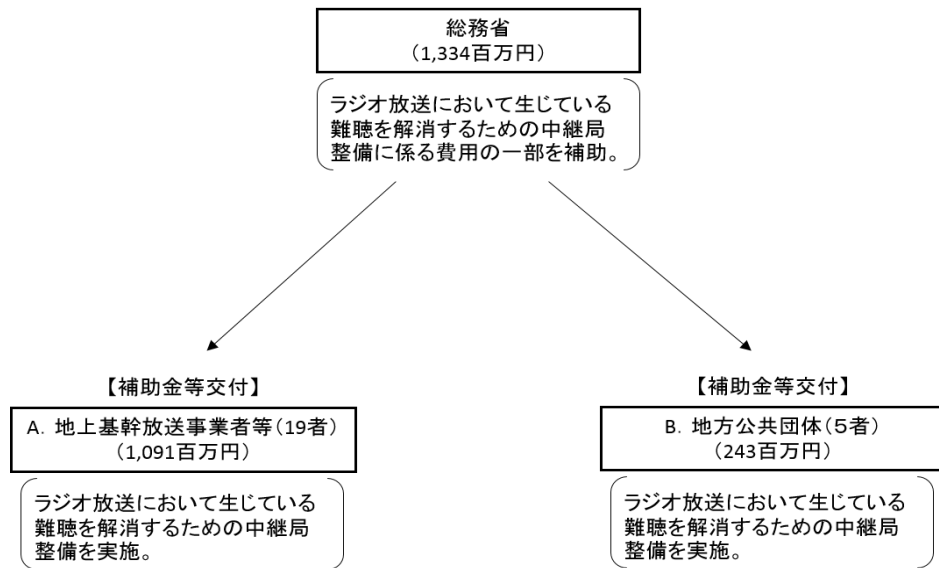 総務省
（1,334百万円）
ラジオ放送において生じている
難聴を解消するための中継局
整備に係る費用の一部を補助。
【補助金等交付】
A．地上基幹放送事業者等（19者）
（1,091百万円）
ラジオ放送において生じている
難聴を解消するための中継局
整備を実施。
【補助金等交付】
B．地方公共団体（５者）
（243百万円）
ラジオ放送において生じている
難聴を解消するための中継局
整備を実施。